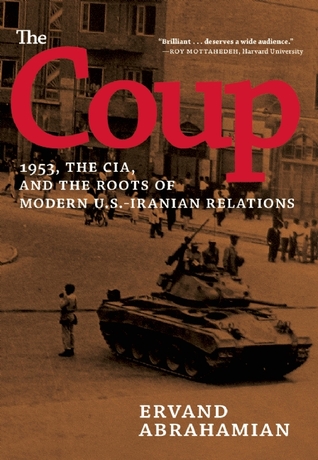 The
"Brilliant . . . deserves a wide audience."
—ROY MOTTAHEDEH, Harvard University
Coup
1953, THE CIA,
AND THE ROOTS OF
MODERN U.S.-IRANIAN RELATIONS
ERVAND
ABRAHAMIAN